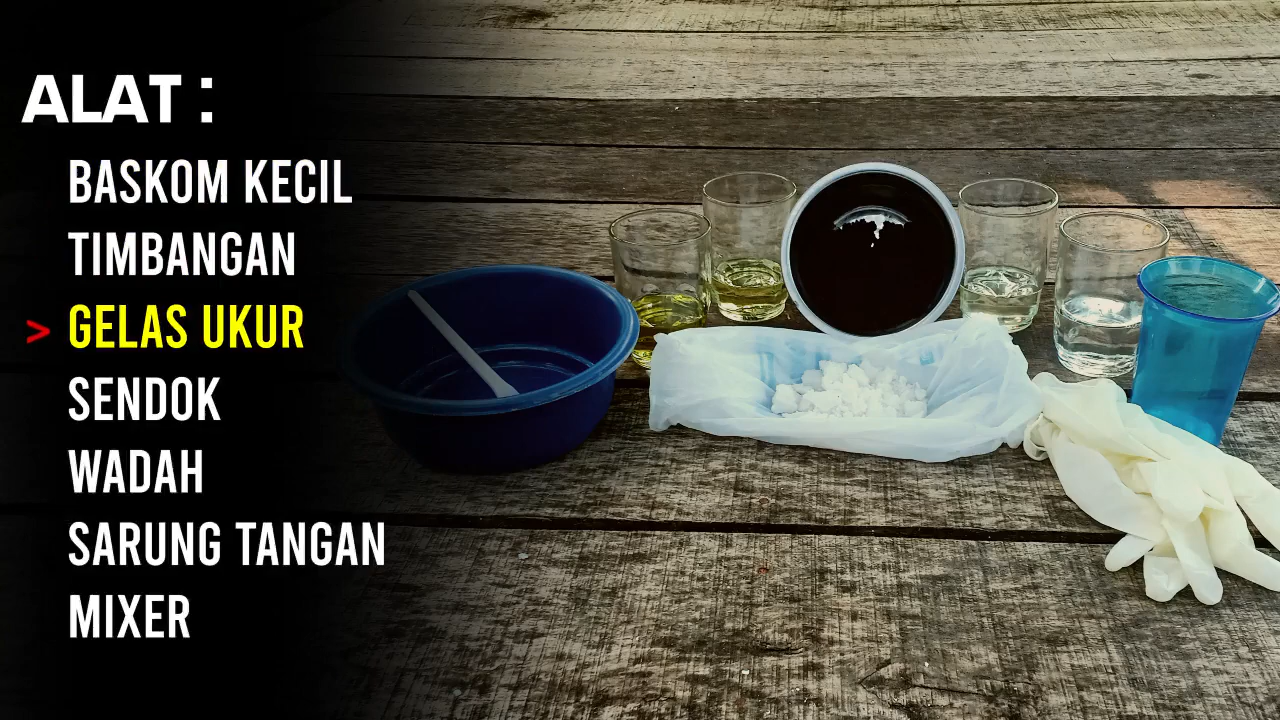 ALAT :
BASKOM KECIL
TIMBANGAN
> GELAS UKUR
SENDOK
WADAH
SARUNG TANGAN
MIXER